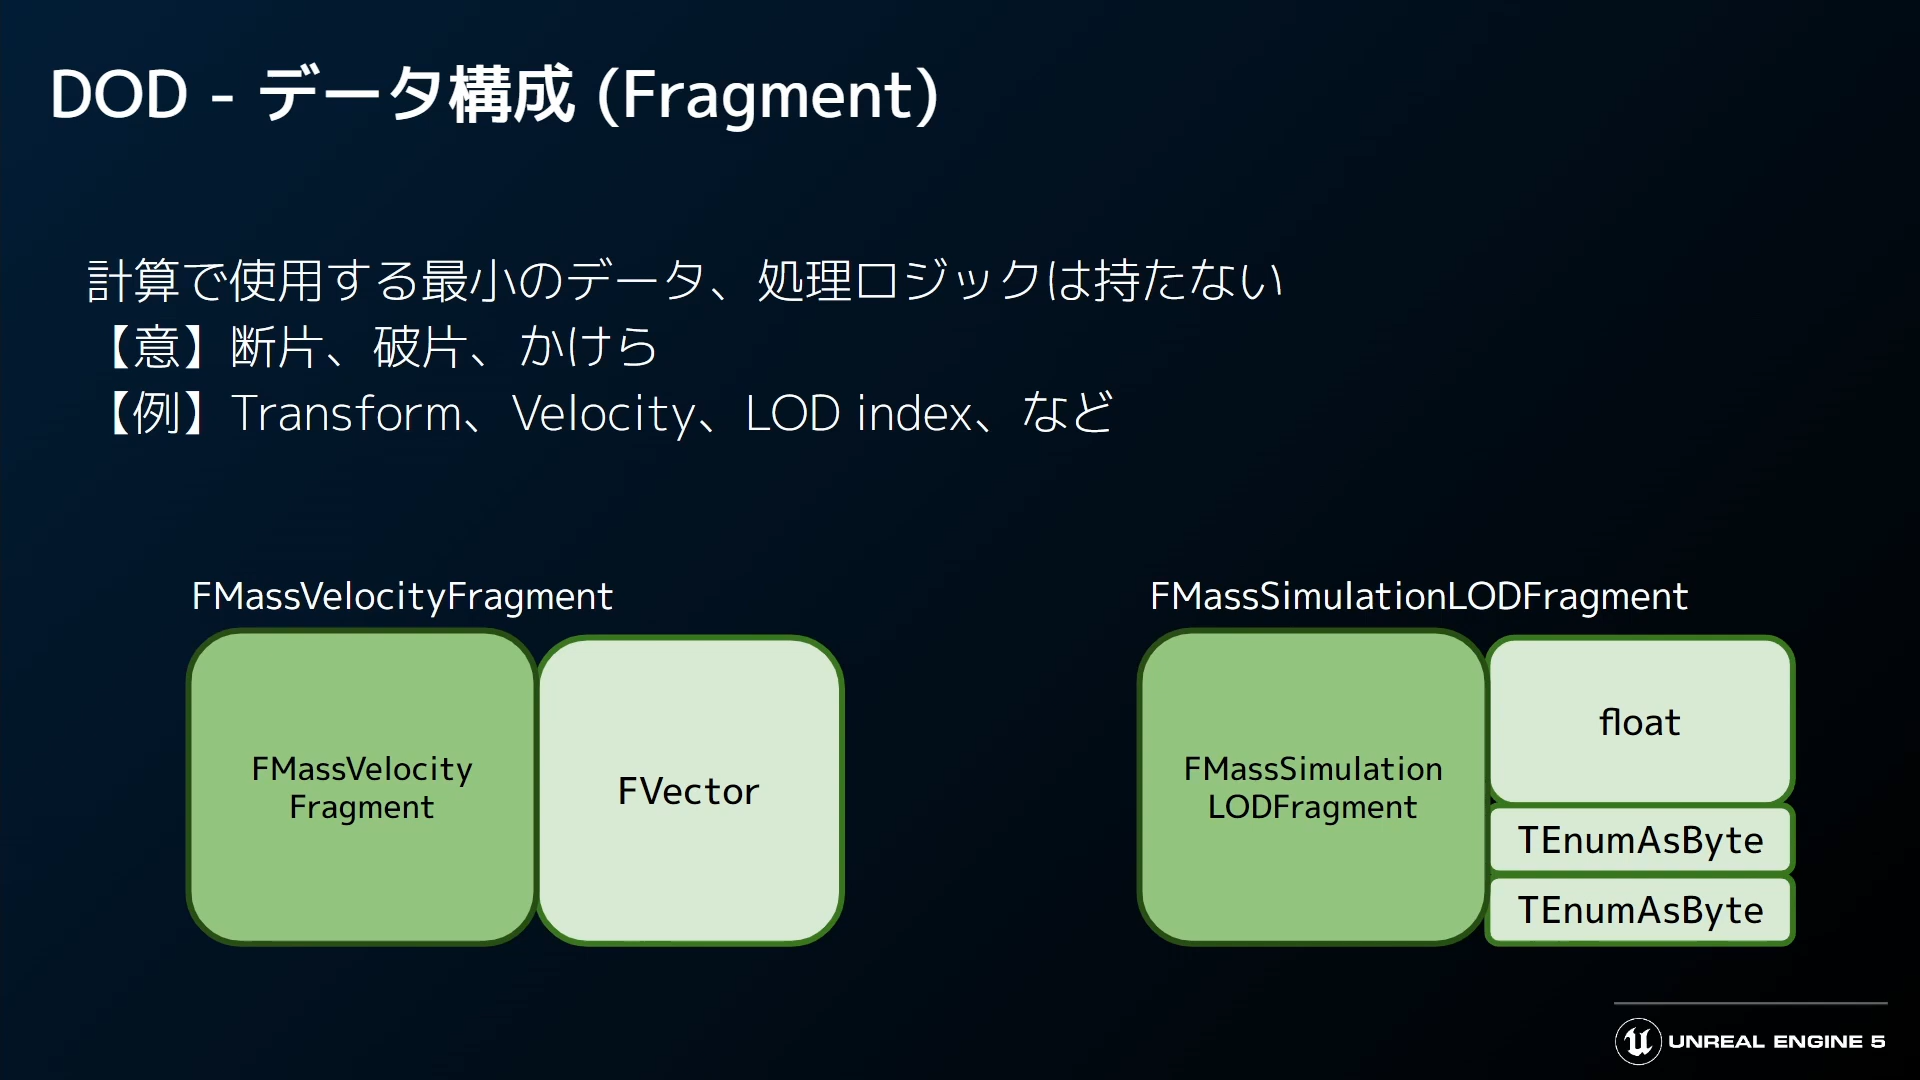 DOD - データ構成 (Fragment)
計算で使用する最小のデータ、処理ロジックは持たない
【意】断片、破片、かけら
【例】Transform、Velocity、LOD index、など
FMassVelocityFragment
FMassVelocity
Fragment
FVector
FMassSimulationLODFragment
FMassSimulation
LODFragment
float
TEnumAsByte
TEnumAsByte
UNREAL ENGINE 5